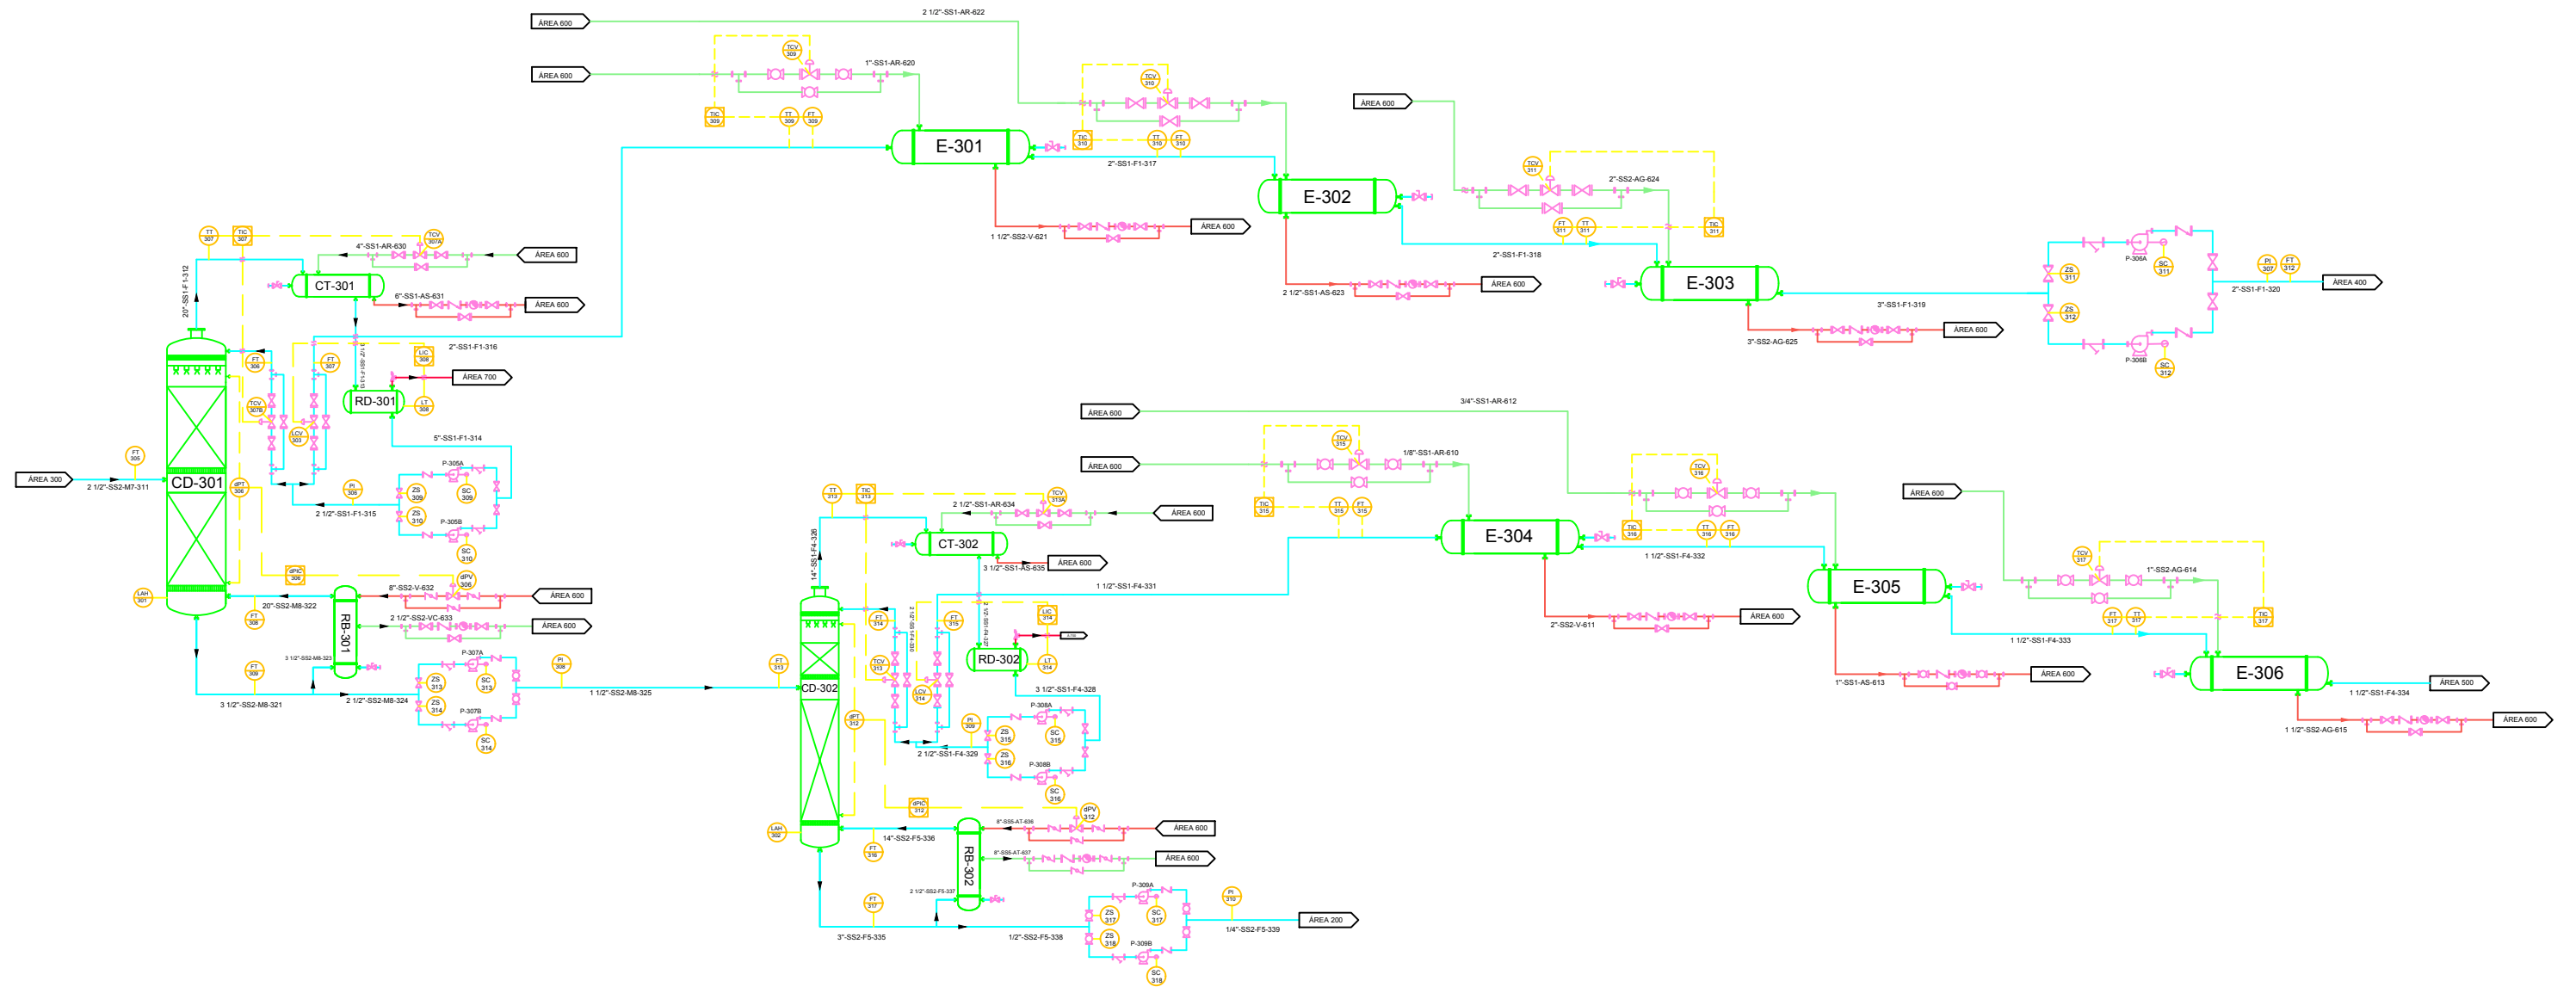 ÁREA 600
2 1/2"-SS1-AR-622
ÁREA 600
TCV
309
1"-SS1-AR-620
TIC
309
TT
309
FT
309
E-301
TCV
310
TIC
310
TT
310
FT
310
2"-SS1-F1-317
1 1/2"-SS2-V-621
ÁREA 600
E-302
2 1/2"-SS1-AS-623
ÁREA 600
ÁREA 600
TCV
311
2"-SS2-AG-624
FT
311
TT
311
TIC
311
2"-SS1-F1-318
E-303
3"-SS2-AG-625
ÁREA 600
3"-SS1-F1-319
ZS
311
ZS
312
P-306A
SC
311
P-306B
SC
312
PI
307
FT
312
2"-SS1-F1-320
ÁREA 400
TT
307
TIC
307
TCV
307A
4"-SS1-AR-630
ÁREA 600
20"-SS1-F1-312
CT-301
6"-SS1-AS-631
ÁREA 600
2"-SS1-F1-316
FT
306
FT
307
LIC
308
ÁREA 700
RD-301
LT
308
TCV
307B
LCV
303
5"-SS1-F1-314
FT
305
ÁREA 300
2 1/2"-SS2-M7-311
CD-301
dPT
306
PI
306
2 1/2"-SS1-F1-315
ZS
309
ZS
310
P-305A
SC
309
P-305B
SC
310
dPIC
306
dPV
306
LAH
301
8"-SS2-V-632
ÁREA 600
20"-SS2-M8-322
FT
308
RB-301
2 1/2"-SS2-VC-633
ÁREA 600
3 1/2"-SS2-M8-323
FT
309
3 1/2"-SS2-M8-321
2 1/2"-SS2-M8-324
P-307A
ZS
313
SC
313
ZS
314
P-307B
SC
314
PI
308
1 1/2"-SS2-M8-325
ÁREA 600
3/4"-SS1-AR-612
ÁREA 600
TCV
315
1/8"-SS1-AR-610
TIC
315
TT
315
FT
315
E-304
TCV
316
TIC
316
TT
316
FT
316
1 1/2"-SS1-F4-332
2"-SS2-V-611
ÁREA 600
E-305
1"-SS1-AS-613
ÁREA 600
ÁREA 600
TCV
317
1"-SS2-AG-614
FT
317
TT
317
TIC
317
1 1/2"-SS1-F4-333
E-306
1 1/2"-SS1-F4-334
ÁREA 500
1 1/2"-SS2-AG-615
ÁREA 600
TT
313
TIC
313
TCV
313A
2 1/2"-SS1-AR-634
ÁREA 600
14"-SS1-F4-326
CT-302
3 1/2"-SS1-AS-635
ÁREA 600
1 1/2"-SS1-F4-331
FT
314
FT
315
2 1/2"-SS1-F4-330
LIC
314
RD-302
LT
314
TCV
313
LCV
314
3 1/2"-SS1-F4-328
FT
313
CD-302
dPT
312
PI
309
2 1/2"-SS1-F4-329
P-308A
ZS
315
SC
315
ZS
316
P-308B
SC
316
dPIC
312
dPV
312
LAH
302
8"-SS5-AT-636
ÁREA 600
14"-SS2-F5-336
FT
316
RB-302
8"-SS5-AT-637
ÁREA 600
2 1/2"-SS2-F5-337
FT
317
3"-SS2-F5-335
1/2"-SS2-F5-338
P-309A
ZS
317
SC
317
ZS
318
P-309B
SC
318
PI
310
1/4"-SS2-F5-339
ÁREA 200